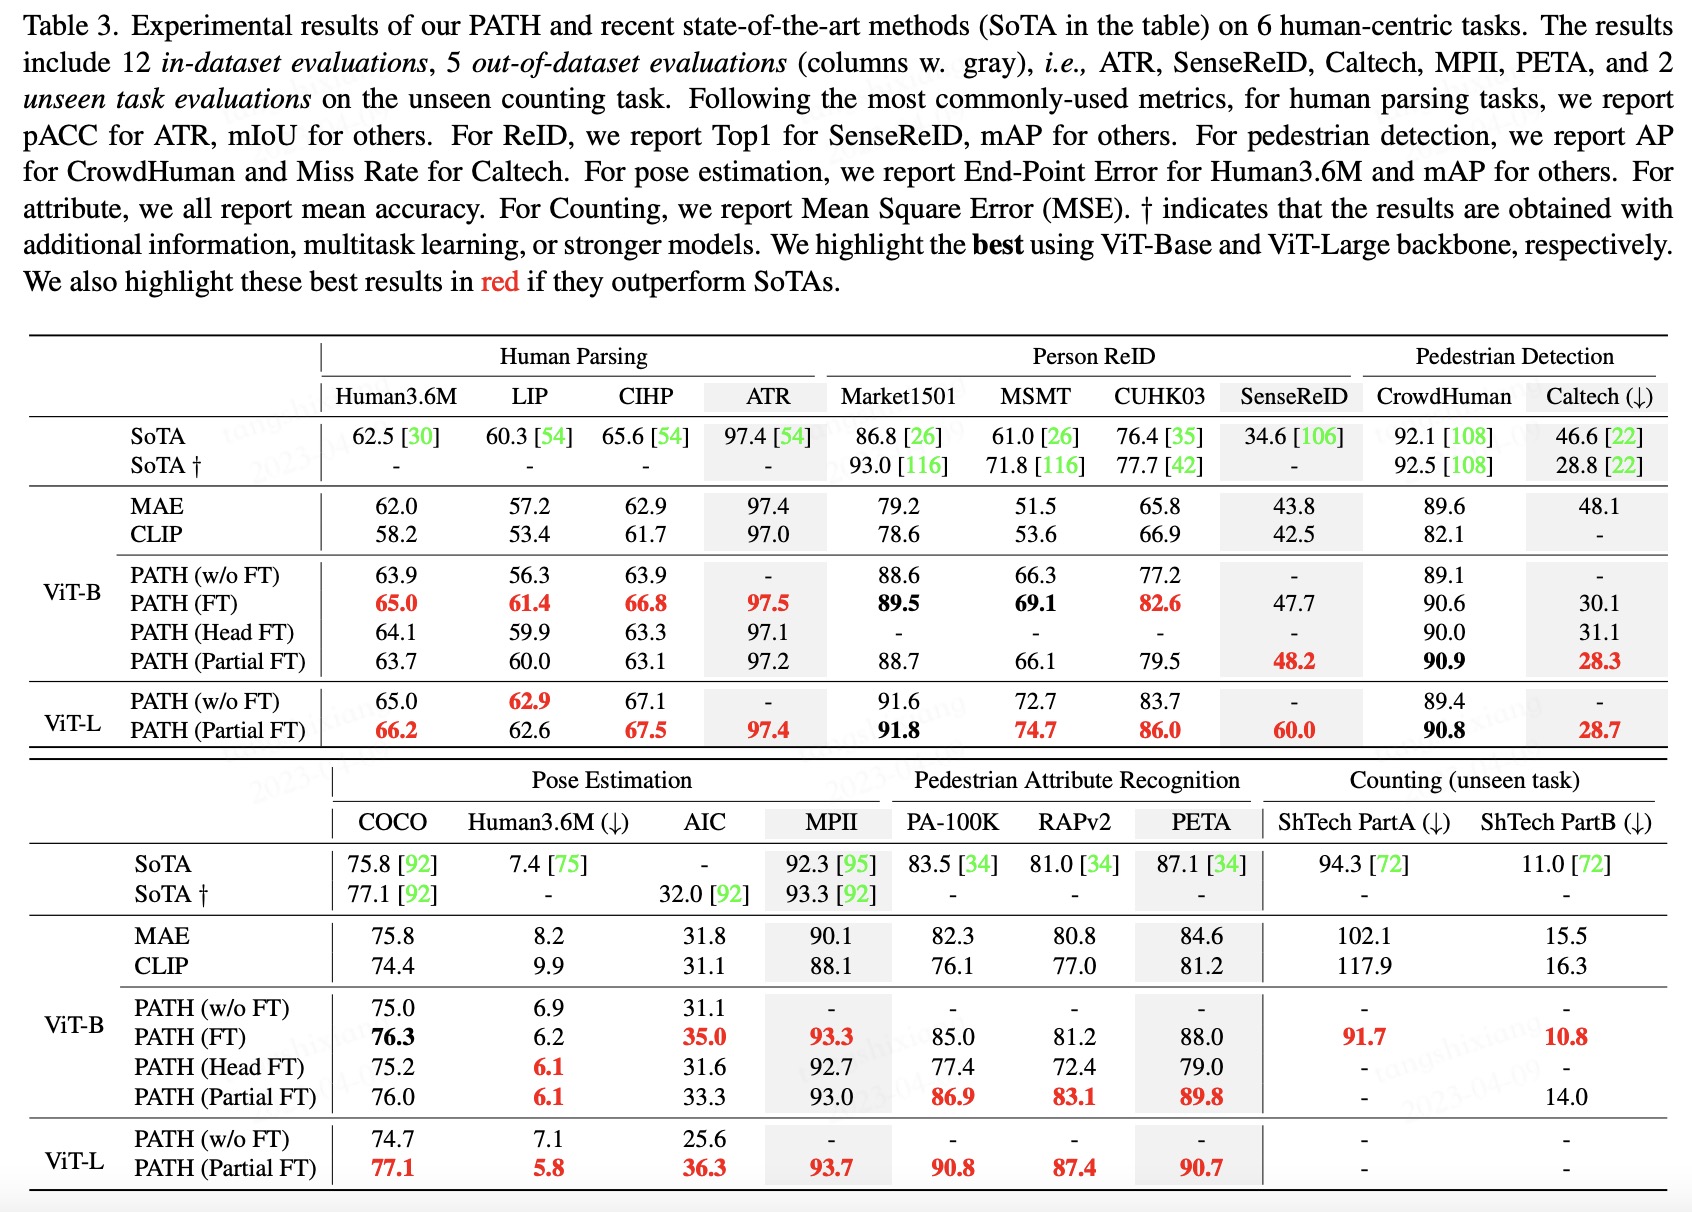 Table 3. Experimental results of our PATH and recent state-of-the-art methods (SoTA in the table) on 6 human-centric tasks. The results
include 12 in-dataset evaluations, 5 out-of-dataset evaluations (columns w. gray), i.e., ATR, SenseReID, Caltech, MPII, PETA, and 2
unseen task evaluations on the unseen counting task. Following the most commonly-used metrics, for human parsing tasks, we report
pACC for ATR, mIoU for others. For ReID, we report Top1 for SenseReID, mAP for others. For pedestrian detection, we report AP
for CrowdHuman and Miss Rate for Caltech. For pose estimation, we report End-Point Error for Human3.6M and mAP for others. For
attribute, we all report mean accuracy. For Counting, we report Mean Square Error (MSE). † indicates that the results are obtained with
additional information, multitask learning, or stronger models. We highlight the best using ViT-Base and ViT-Large backbone, respectively.
We also highlight these best results in red if they outperform SoTAs.
Human Parsing Person ReID Pedestrian Detection
Human3.6M LIP CIHP ATR Market1501 MSMT CUHK03 SenseReID CrowdHuman Caltech (↓)
SoTA 62.5 [30] 60.3 [54] 65.6 [54] 97.4 [54] 86.8 [26] 61.0 [26] 76.4 [35] 34.6 [106] 92.1 [108] 46.6 [22]
SoTA † - - - - 93.0 [116] 71.8 [116] 77.7 [42] - 92.5 [108] 28.8 [22]
MAE 62.0 57.2 62.9 97.4 79.2 51.5 65.8 43.8 89.6 48.1
CLIP 58.2 53.4 61.7 97.0 78.6 53.6 66.9 42.5 82.1 -
ViT-B
PATH (w/o FT) 63.9 56.3 63.9 - 88.6 66.3 77.2 - 89.1 -
PATH (FT) 65.0 61.4 66.8 97.5 89.5 69.1 82.6 47.7 90.6 30.1
PATH (Head FT) 64.1 59.9 63.3 97.1 - - - - 90.0 31.1
PATH (Partial FT) 63.7 60.0 63.1 97.2 88.7 66.1 79.5 48.2 90.9 28.3
ViT-L
PATH (w/o FT) 65.0 62.9 67.1 - 91.6 72.7 83.7 - 89.4 -
PATH (Partial FT) 66.2 62.6 67.5 97.4 91.8 74.7 86.0 60.0 90.8 28.7
Pose Estimation Pedestrian Attribute Recognition Counting (unseen task)
COCO Human3.6M (↓) AIC MPII PA-100K RAPv2 PETA ShTech PartA (↓) ShTech PartB (↓)
SoTA 75.8 [92] 7.4 [75] - 92.3 [95] 83.5 [34] 81.0 [34] 87.1 [34] 94.3 [72] 11.0 [72]
SoTA † 77.1 [92] - 32.0 [92] 93.3 [92] - - - - -
MAE 75.8 8.2 31.8 90.1 82.3 80.8 84.6 102.1 15.5
CLIP 74.4 9.9 31.1 88.1 76.1 77.0 81.2 117.9 16.3
ViT-B
PATH (w/o FT) 75.0 6.9 31.1 - - - - - -
PATH (FT) 76.3 6.2 35.0 93.3 85.0 81.2 88.0 91.7 10.8
PATH (Head FT) 75.2 6.1 31.6 92.7 77.4 72.4 79.0 - -
PATH (Partial FT) 76.0 6.1 33.3 93.0 86.9 83.1 89.8 - 14.0
ViT-L
PATH (w/o FT) 74.7 7.1 25.6 - - - - - -
PATH (Partial FT) 77.1 5.8 36.3 93.7 90.8 87.4 90.7 - -